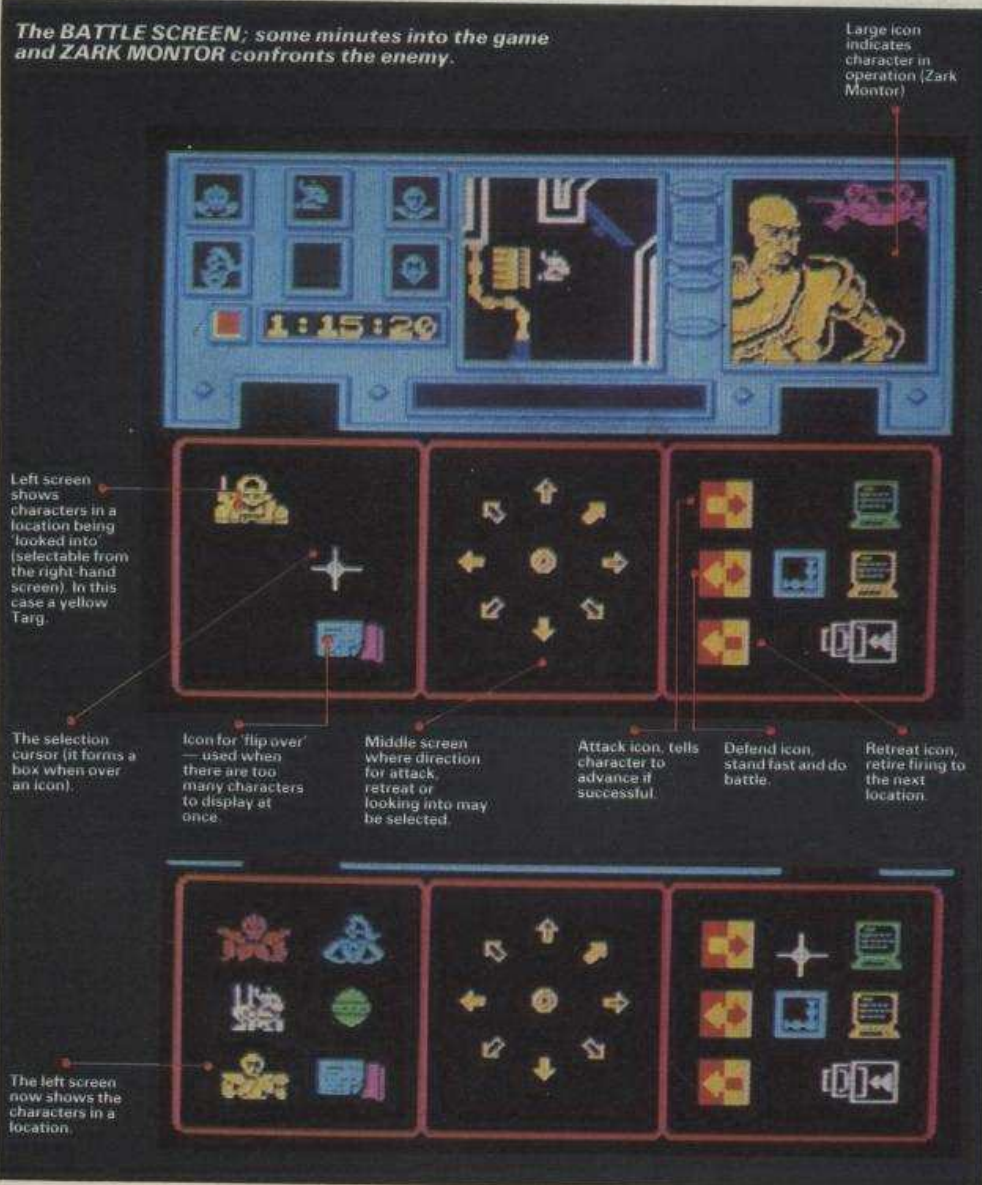 The BATTLE SCREEN; some minutes into the game
and ZARK MONTOR confronts the enemy.
Large icon
indicates
character in
operation (Zark
Montor)
1:15:20
Left screen
shows
characters in a
location being
'looked into'
(selectable from
the right-hand
screen). In this
case a yellow
Targ.
The selection
cursor (it forms a
box when over
an icon).
Icon for 'flip over'
— used when
there are too
many characters
to display at
once.
Middle screen
where direction
for attack,
retreat or
looking into may
be selected.
Attack icon, tells
character to
advance if
successful.
Defend icon,
stand fast and do
battle.
Retreat icon,
retire firing to
the next
location.
The left screen
now shows the
characters in a
location.